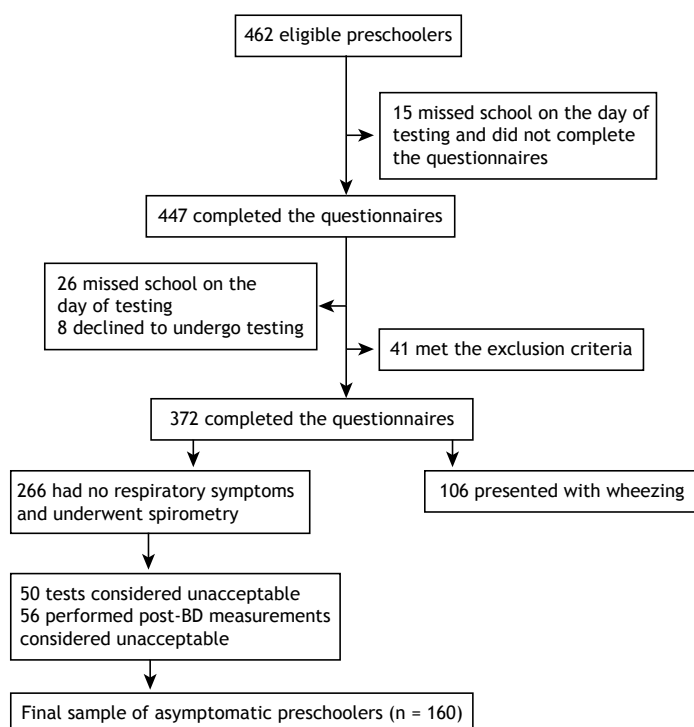 462 eligible preschoolers
15 missed school on the day of
testing and did not complete
the questionnaires
447 completed the questionnaires
26 missed school on the
day of testing
8 declined to undergo testing
41 met the exclusion criteria
372 completed the questionnaires
266 had no respiratory symptoms
and underwent spirometry
106 presented with wheezing
50 tests considered unacceptable
56 performed post-BD measurements
considered unacceptable
Final sample of asymptomatic preschoolers (n = 160)